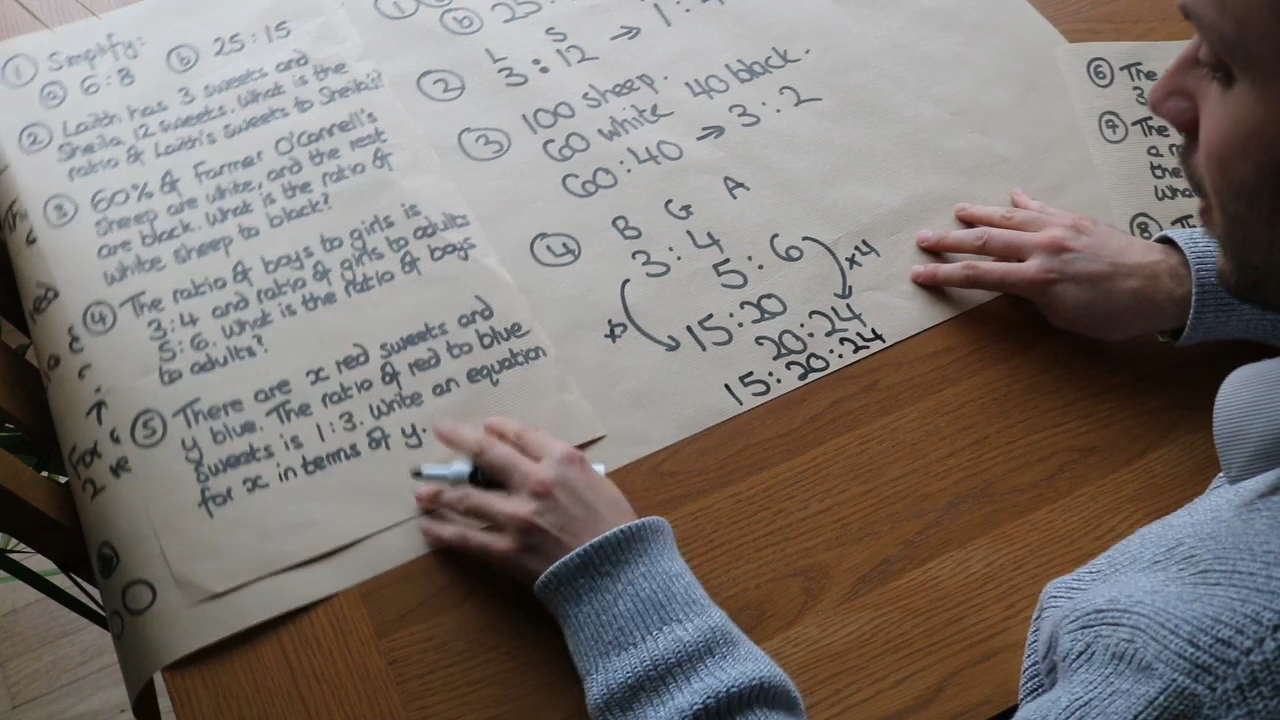 ① Simplify:
ⓐ 6:8 ⓑ 25:15
② Laith has 3 sweets and
Sheila 12 sweets. What is the
ratio of Laith's sweets to Sheila's?
③ 60% of Farmer O'Connell's
sheep are white, and the rest
are black. What is the ratio of
white sheep to black?
④ The ratio of boys to girls is
3:4 and ratio of girls to adults
5:6. What is the ratio of boys
to adults?
⑤ There are x red sweets and
y blue. The ratio of red to blue
sweets is 1:3. Write an equation
for x in terms of y.
For
2 re
①
ⓑ 25:
L S
② 3:12 → 1:4
③ 100 sheep.
60 white 40 black.
60:40 → 3:2
④ B G A
3:4
5:6 ×4
×5 15:20
20:24
15:20:24
⑥ The
3
⑦ The
a r
the
wha
⑧ Th